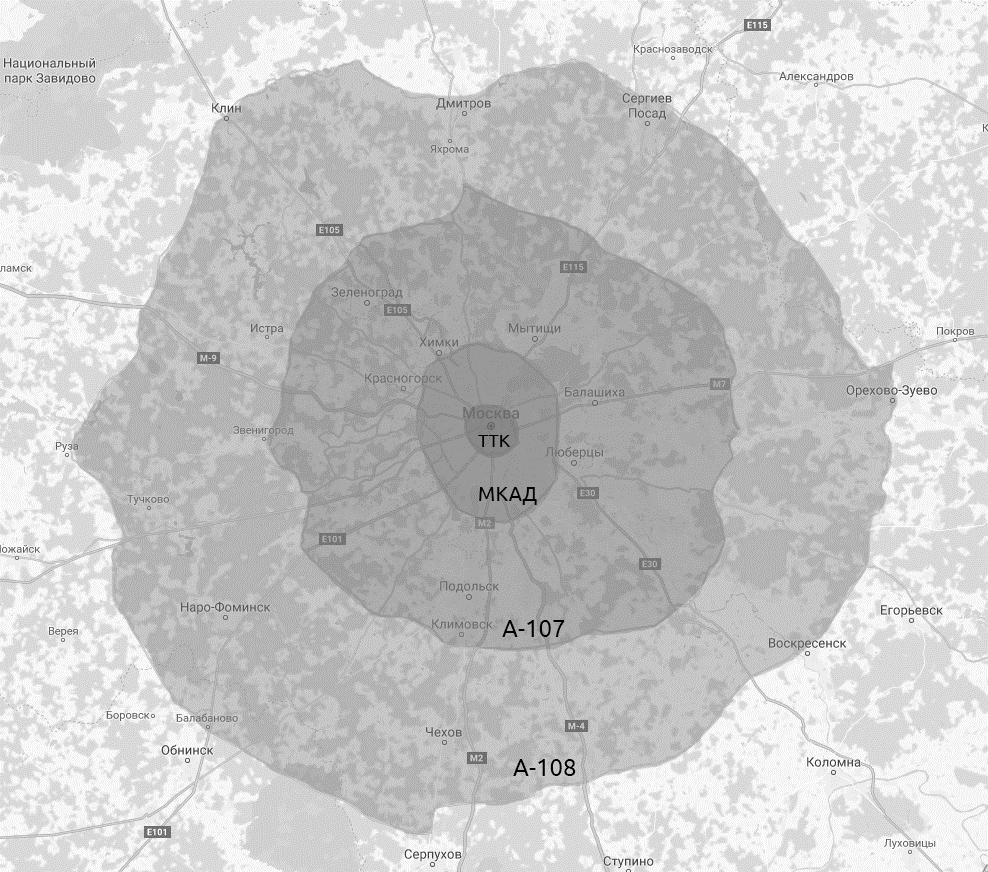 E115
Краснозаводск
Национальный
парк Завидово
Александров
Клин
Дмитров
Сергиев
Посад
Яхрома
E105
ламск
E115
Зеленоград
E105
Истра
Мытищи
Покров
Химки
M-9
Красногорск
M7
Балашиха
Орехово-Зуево
Москва
Звенигород
ТТК
Руза
Люберцы
Тучково
МКАД
E30
M2
E101
ожайск
E30
Подольск
Наро-Фоминск
Егорьевск
Климовск
А-107
Верея
Воскресенск
Боровск
Балабаново
M-4
Чехов
Обнинск
M2
А-108
Коломна
E101
Луховицы
Серпухов
Ступино